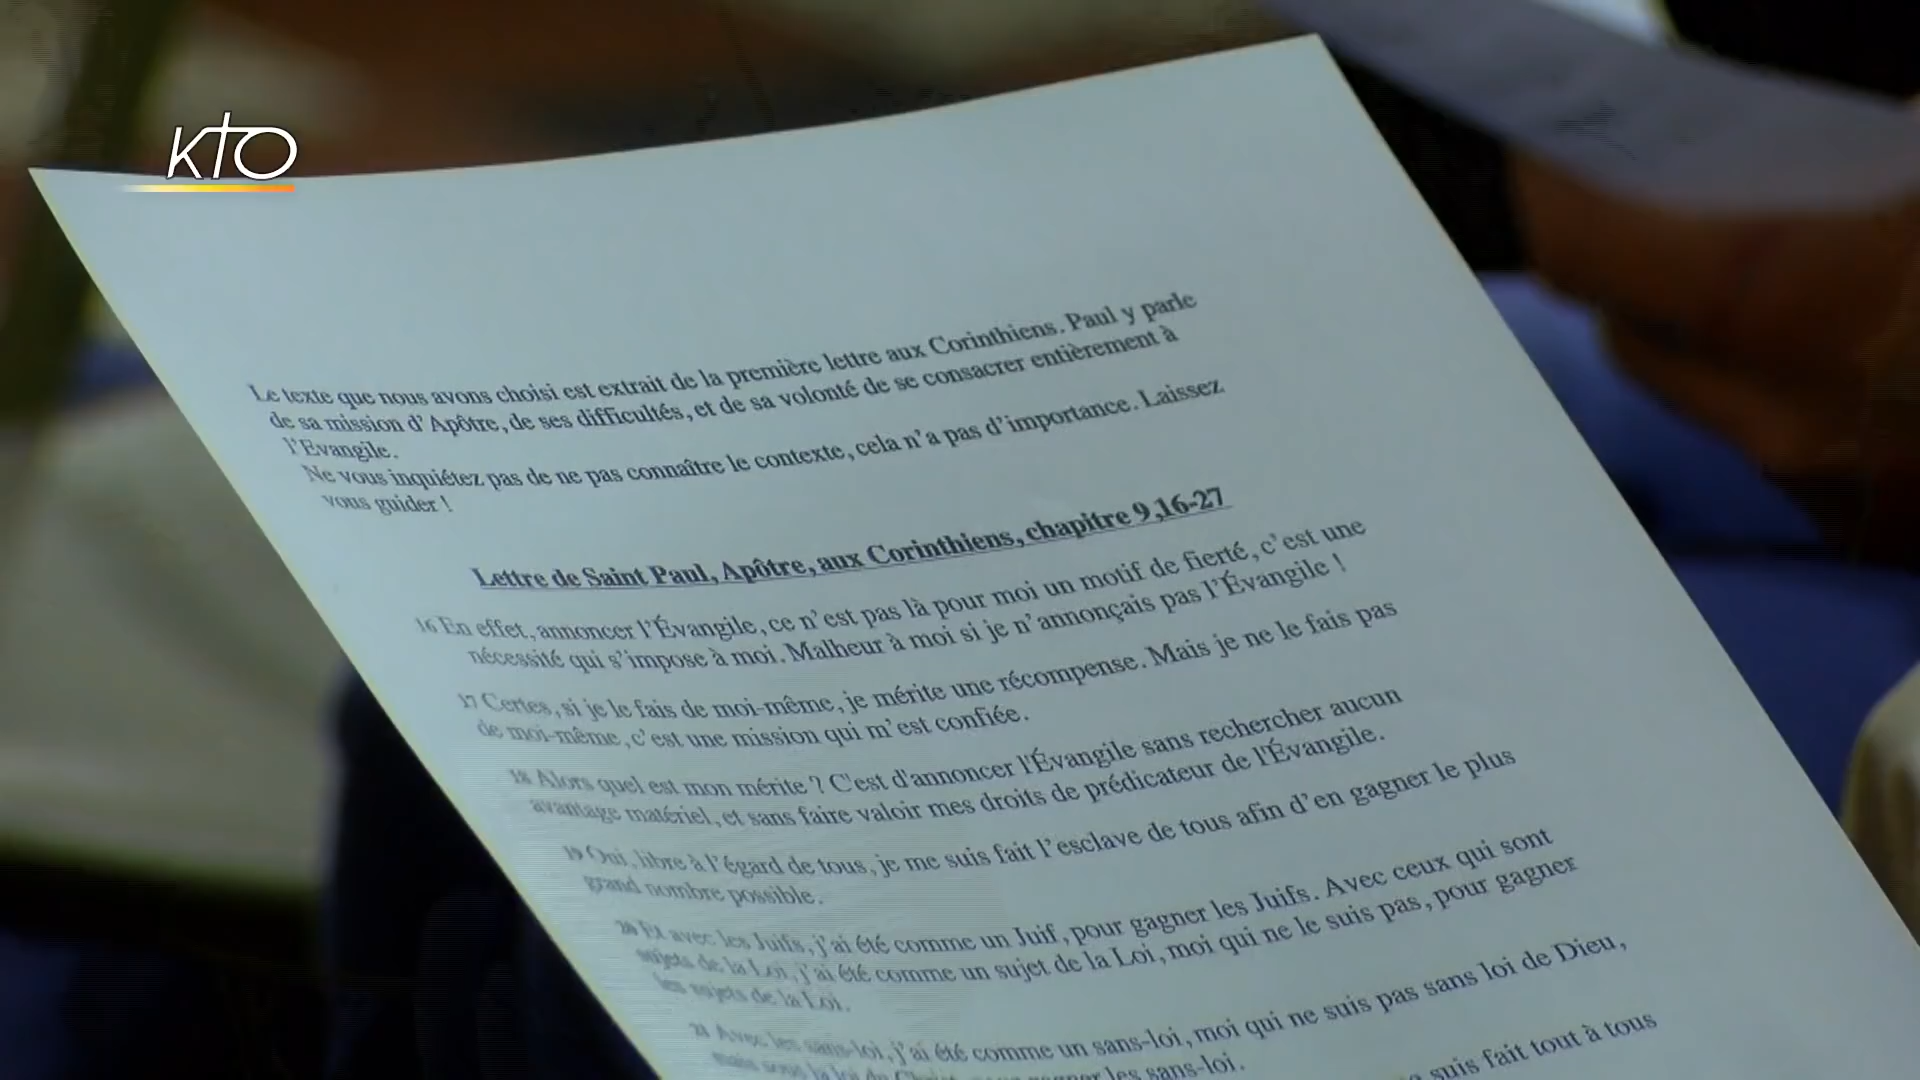 KTO
Le texte que nous avons choisi est extrait de la première lettre aux Corinthiens. Paul y parle
de sa mission d'Apôtre, de ses difficultés, et de sa volonté de se consacrer entièrement à
l'Evangile.
Ne vous inquiétez pas de ne pas connaître le contexte, cela n'a pas d'importance. Laissez
vous guider !
Lettre de Saint Paul, Apôtre, aux Corinthiens, chapitre 9,16-27
16 En effet, annoncer l'Évangile, ce n'est pas là pour moi un motif de fierté, c'est une
nécessité qui s'impose à moi. Malheur à moi si je n'annonçais pas l'Évangile !
17 Certes, si je le fais de moi-même, je mérite une récompense. Mais je ne le fais pas
de moi-même, c'est une mission qui m'est confiée.
18 Alors quel est mon mérite ? C'est d'annoncer l'Évangile sans rechercher aucun
avantage matériel, et sans faire valoir mes droits de prédicateur de l'Évangile.
19 Oui, libre à l'égard de tous, je me suis fait l'esclave de tous afin d'en gagner le plus
grand nombre possible.
20 Et avec les Juifs, j'ai été comme un Juif, pour gagner les Juifs. Avec ceux qui sont
sujets de la Loi, j'ai été comme un sujet de la Loi, moi qui ne le suis pas, pour gagner
les sujets de la Loi.
21 Avec les sans-loi, j'ai été comme un sans-loi, moi qui ne suis pas sans loi de Dieu,
mais sous la loi du Christ, pour gagner les sans-loi.
suis fait tout à tous